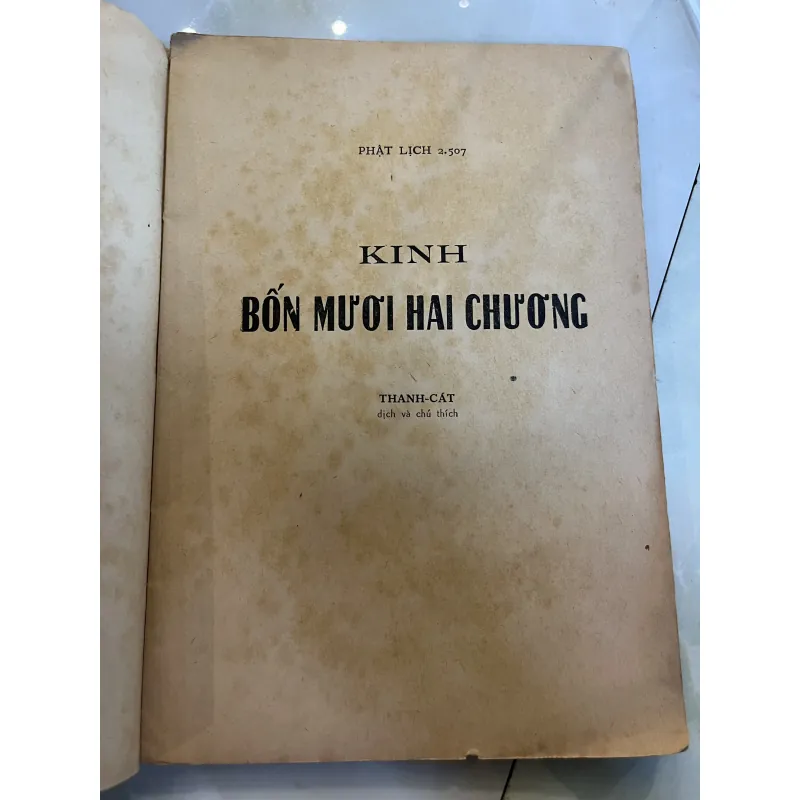 PHẬT LỊCH 2.507
KINH
BỐN MƯƠI HAI CHƯƠNG
THANH-CÁT
dịch và chú thích